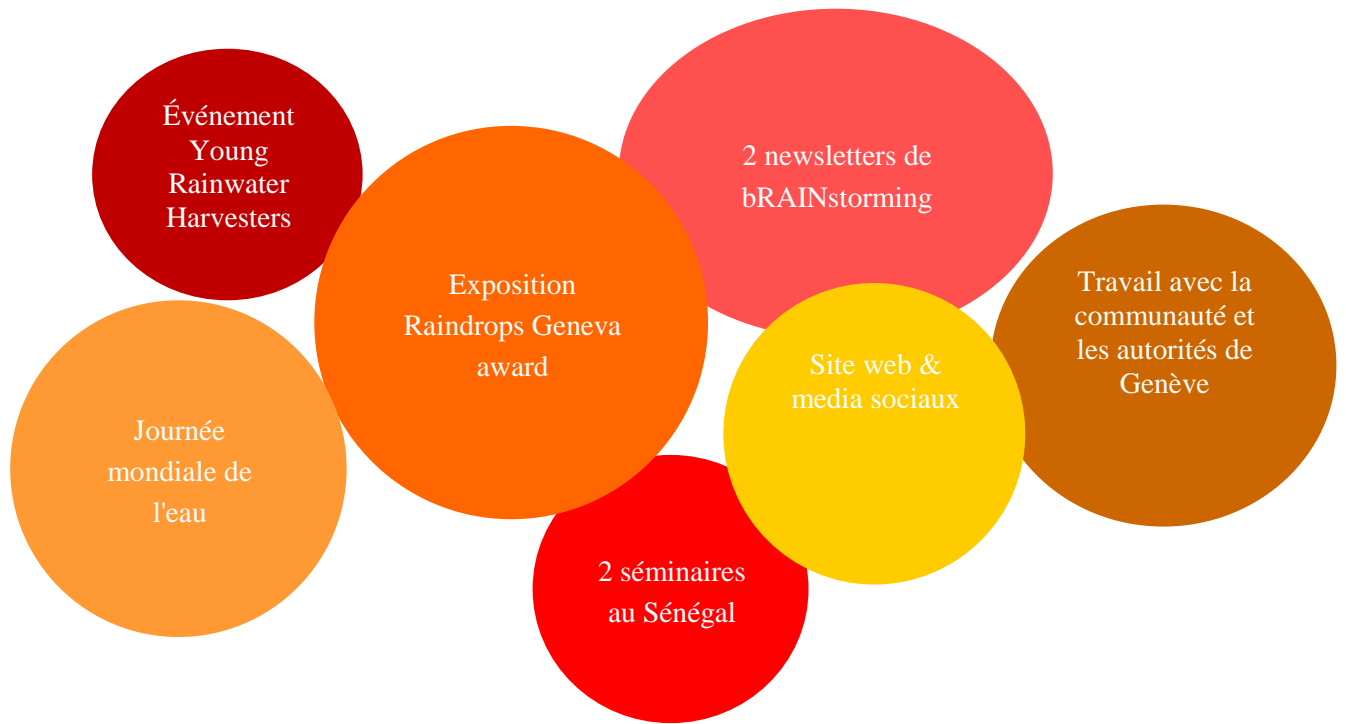 Événement
Young
Rainwater
Harvesters
2 newsletters de
bRAINstorming
Exposition
Raindrops Geneva
award
Travail avec la
communauté et
les autorités de
Genève
Site web &
media sociaux
Journée
mondiale de
l'eau
2 séminaires
au Sénégal